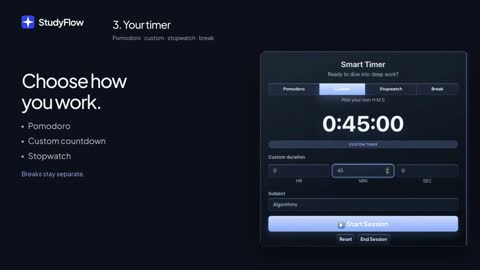 StudyFlow
3. Your timer
Pomodoro · custom · stopwatch · break
Choose how
you work.
• Pomodoro
• Custom countdown
• Stopwatch
Breaks stay separate.
Smart Timer
Ready to dive into deep work?
Pomodoro
Stopwatch
Break
Pick your own H:M:S
0:45:00
CUSTOM TIMER
Custom duration
0
45
0
HR
MIN
SEC
Subject
Algorithms
Start Session
Reset
End Session